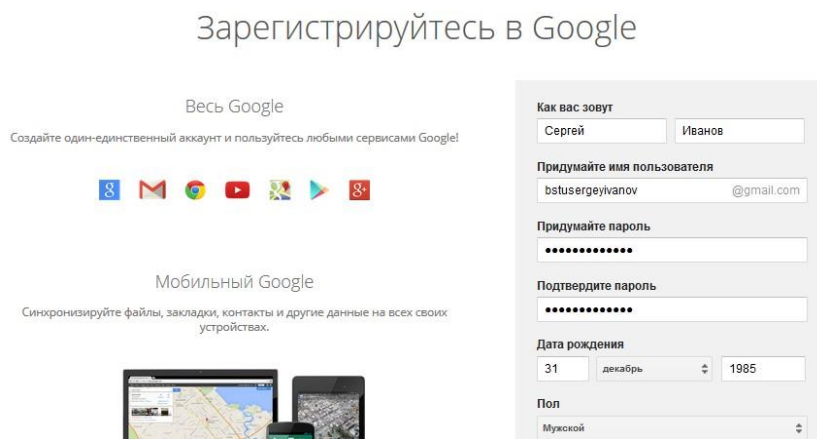 Зарегистрируйтесь в Google
Весь Google
Создайте один-единственный аккаунт и пользуйтесь любыми сервисами Google!
Мобильный Google
Синхронизируйте файлы, закладки, контакты и другие данные на всех своих
устройствах.
Как вас зовут
Сергей Иванов
Придумайте имя пользователя
bstusergeyivanov @gmail.com
Придумайте пароль
•••••••••••••
Подтвердите пароль
•••••••••••••
Дата рождения
31 декабрь 1985
Пол
Мужской